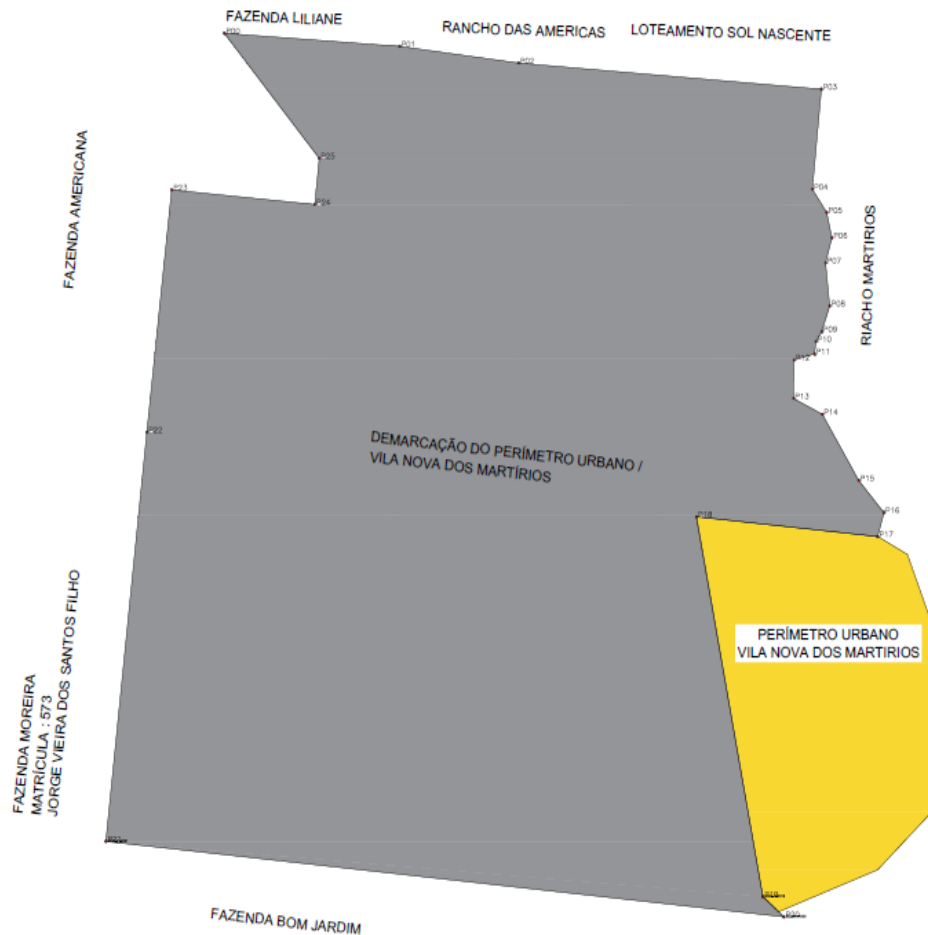 FAZENDA LILIANE
RANCHO DAS AMERICAS
LOTEAMENTO SOL NASCENTE
P00
P01
P02
P03
FAZENDA AMERICANA
P25
P23
P24
P04
P05
P06
P07
RIACHO MARTIRIOS
P08
P09
P10
P11
P12
P13
P14
P22
DEMARCAÇÃO DO PERÍMETRO URBANO /
VILA NOVA DOS MARTÍRIOS
P15
P16
P18
P17
PERÍMETRO URBANO
VILA NOVA DOS MARTIRIOS
FAZENDA MOREIRA
MATRÍCULA : 573
JORGE VIEIRA DOS SANTOS FILHO
P19
P20
FAZENDA BOM JARDIM